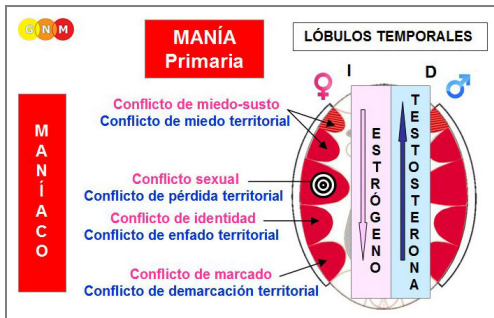 GNM
MANÍA
Primaria
LÓBULOS TEMPORALES
MANÍACO
I
D
Conflicto de miedo-susto
Conflicto de miedo territorial
Conflicto sexual
Conflicto de pérdida territorial
Conflicto de identidad
Conflicto de enfado territorial
Conflicto de marcado
Conflicto de demarcación territorial
ESTRÓGENO
TESTOSTERONA